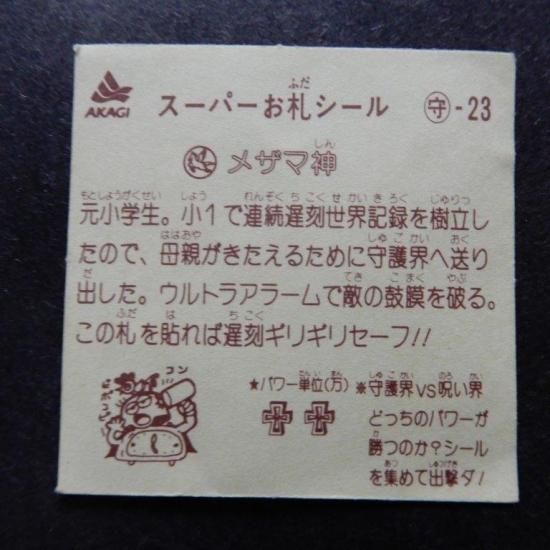 AKAGI
スーパーお札シール
守-23
メザマ神
元小学生。小1で連続遅刻世界記録を樹立し
たので、母親がきたえるために守護界へ送り
出した。ウルトラアラームで敵の鼓膜を破る。
この札を貼れば遅刻ギリギリセーフ!!
コン
★パワー単位(万)
※守護界VS呪い界
どっちのパワーが
勝つのか?シール
を集めて出撃ダ!